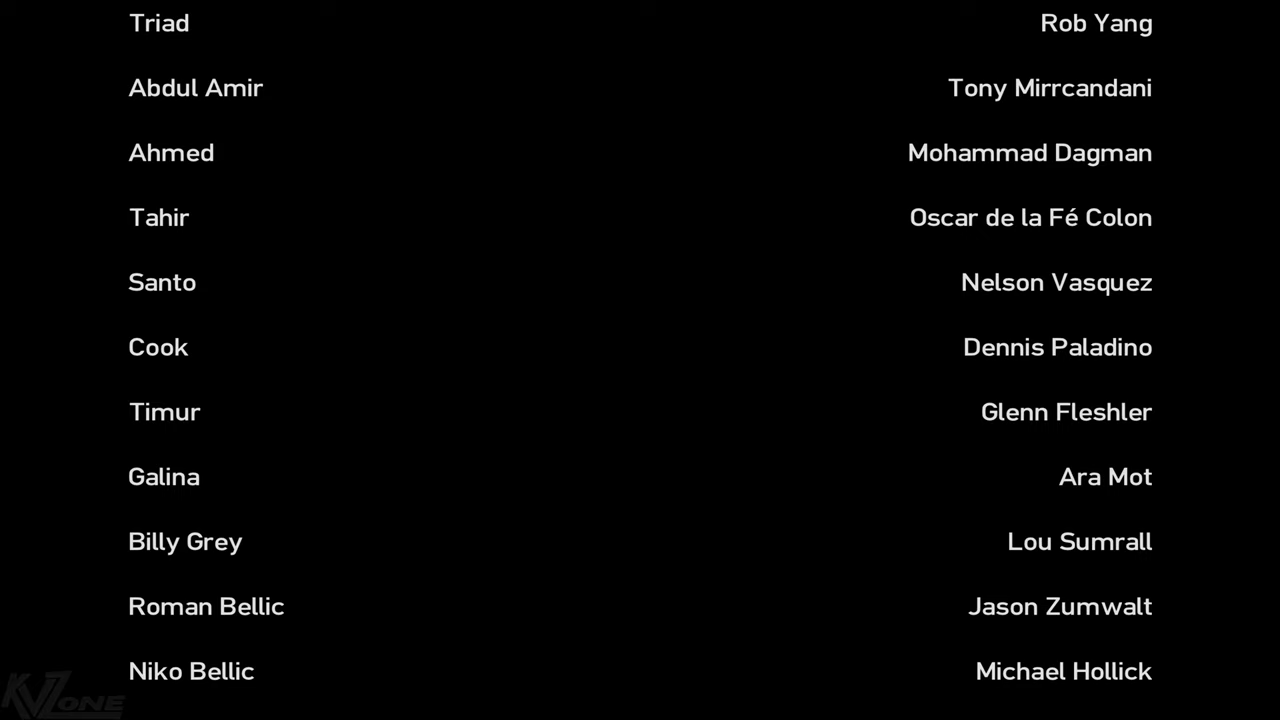 Triad Rob Yang
Abdul Amir Tony Mirrcandani
Ahmed Mohammad Dagman
Tahir Oscar de la Fé Colon
Santo Nelson Vasquez
Cook Dennis Paladino
Timur Glenn Fleshler
Galina Ara Mot
Billy Grey Lou Sumrall
Roman Bellic Jason Zumwalt
Niko Bellic Michael Hollick
KVZONE